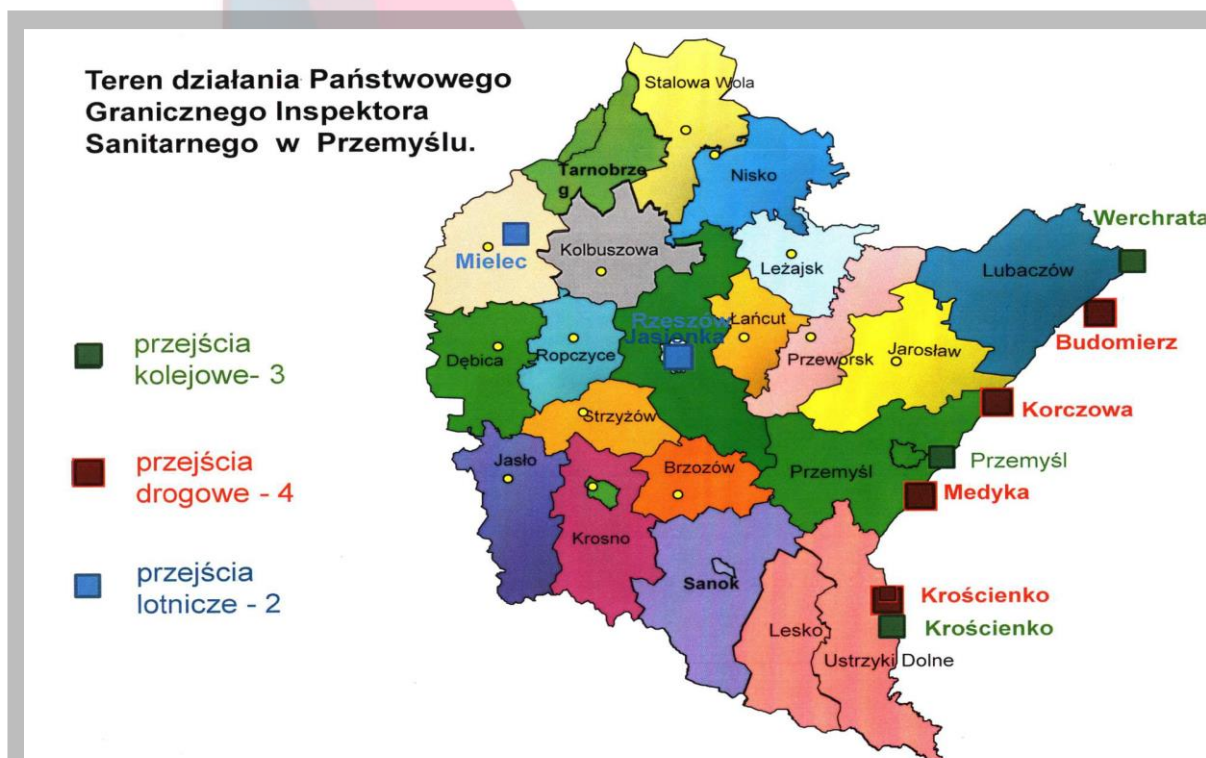 Teren działania Państwowego
Granicznego Inspektora
Sanitarnego w Przemyślu.
Stalowa Wola
Tarnobrze
g
Nisko
Werchrata
Mielec
Kolbuszowa
Leżajsk
Lubaczów
Budomierz
Rzeszów
Jasionka
Łańcut
Dębica
Ropczyce
Przeworsk
Jarosław
Korczowa
Strzyżów
Jasło
Brzozów
Przemyśl
Przemyśl
Medyka
Krosno
Sanok
Krościenko
Krościenko
Lesko
Ustrzyki Dolne
przejścia
kolejowe- 3
przejścia
drogowe - 4
przejścia
lotnicze - 2